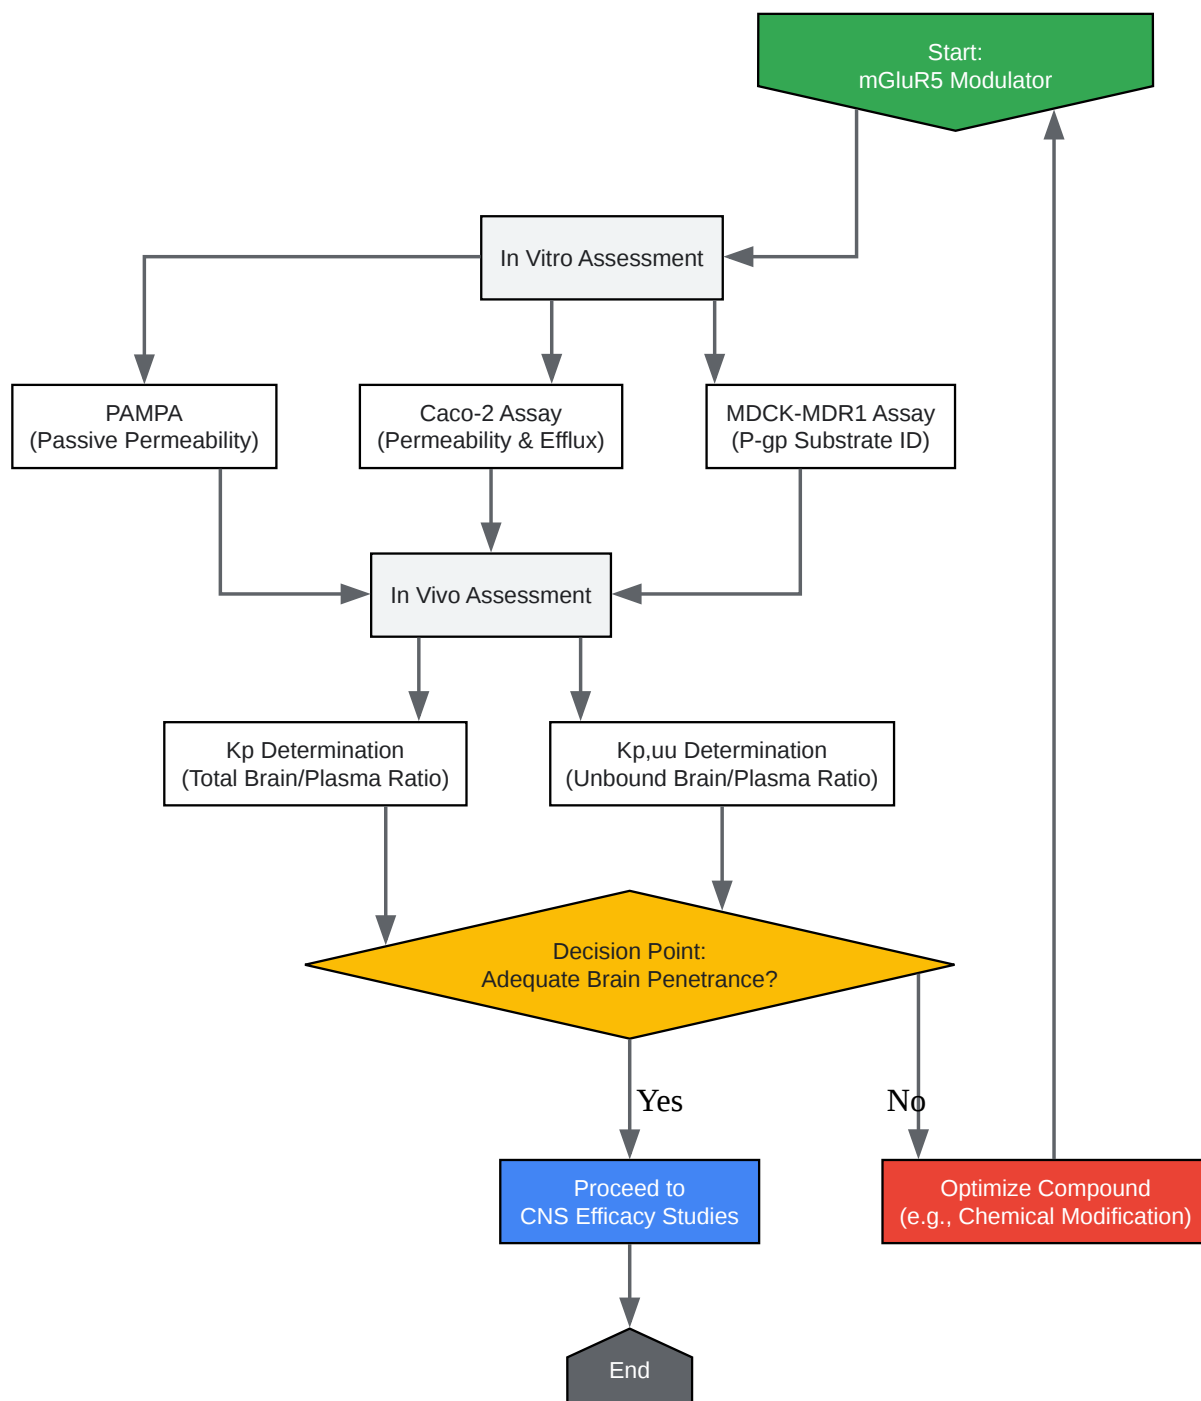 Start:
mGluR5 Modulator
In Vitro Assessment
PAMPA
(Passive Permeability)
Caco-2 Assay
(Permeability & Efflux)
MDCK-MDR1 Assay
(P-gp Substrate ID)
In Vivo Assessment
Kp Determination
(Total Brain/Plasma Ratio)
Kp,uu Determination
(Unbound Brain/Plasma Ratio)
Decision Point:
Adequate Brain Penetrance?
Yes
No
Proceed to
CNS Efficacy Studies
Optimize Compound
(e.g., Chemical Modification)
End